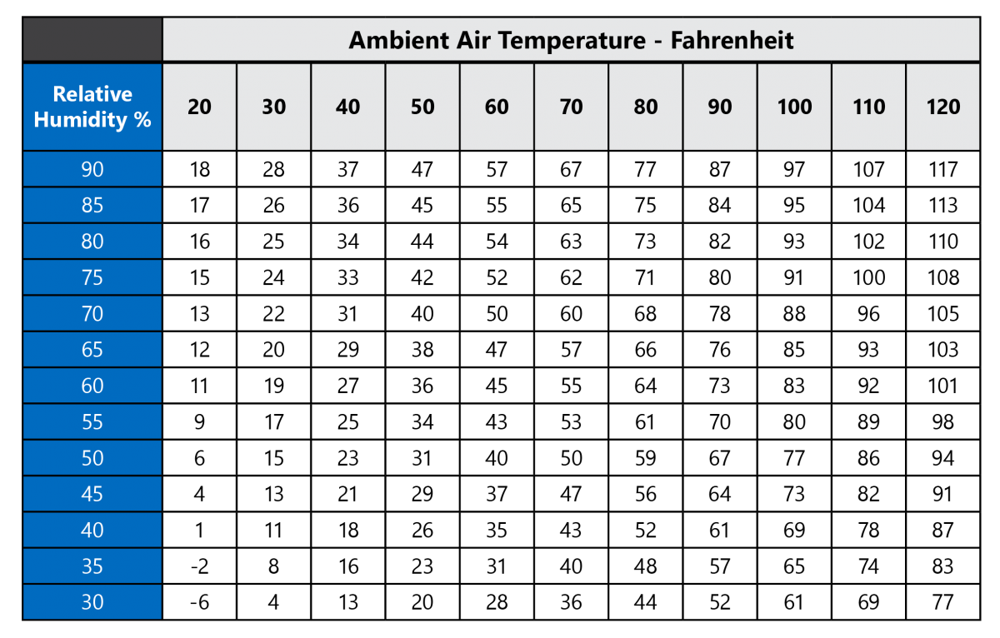 Ambient Air Temperature - Fahrenheit
Relative
Humidity %
20 30 40 50 60 70 80 90 100 110 120
90 18 28 37 47 57 67 77 87 97 107 117
85 17 26 36 45 55 65 75 84 95 104 113
80 16 25 34 44 54 63 73 82 93 102 110
75 15 24 33 42 52 62 71 80 91 100 108
70 13 22 31 40 50 60 68 78 88 96 105
65 12 20 29 38 47 57 66 76 85 93 103
60 11 19 27 36 45 55 64 73 83 92 101
55 9 17 25 34 43 53 61 70 80 89 98
50 6 15 23 31 40 50 59 67 77 86 94
45 4 13 21 29 37 47 56 64 73 82 91
40 1 11 18 26 35 43 52 61 69 78 87
35 -2 8 16 23 31 40 48 57 65 74 83
30 -6 4 13 20 28 36 44 52 61 69 77